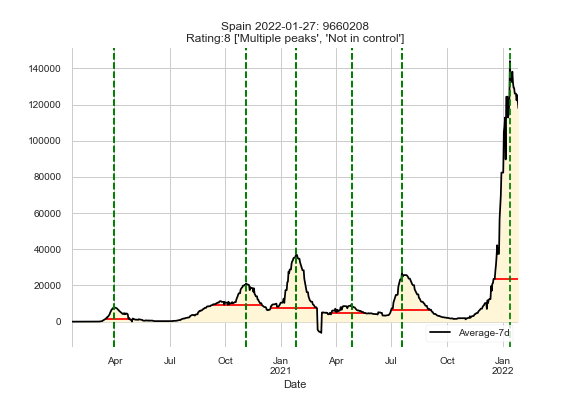 Spain 2022-01-27: 9660208
Rating:8 ['Multiple peaks', 'Not in control']
140000
120000
100000
80000
60000
40000
20000
0
Average-7d
Apr Jul Oct Jan Apr Jul Oct Jan
2021 2022
Date